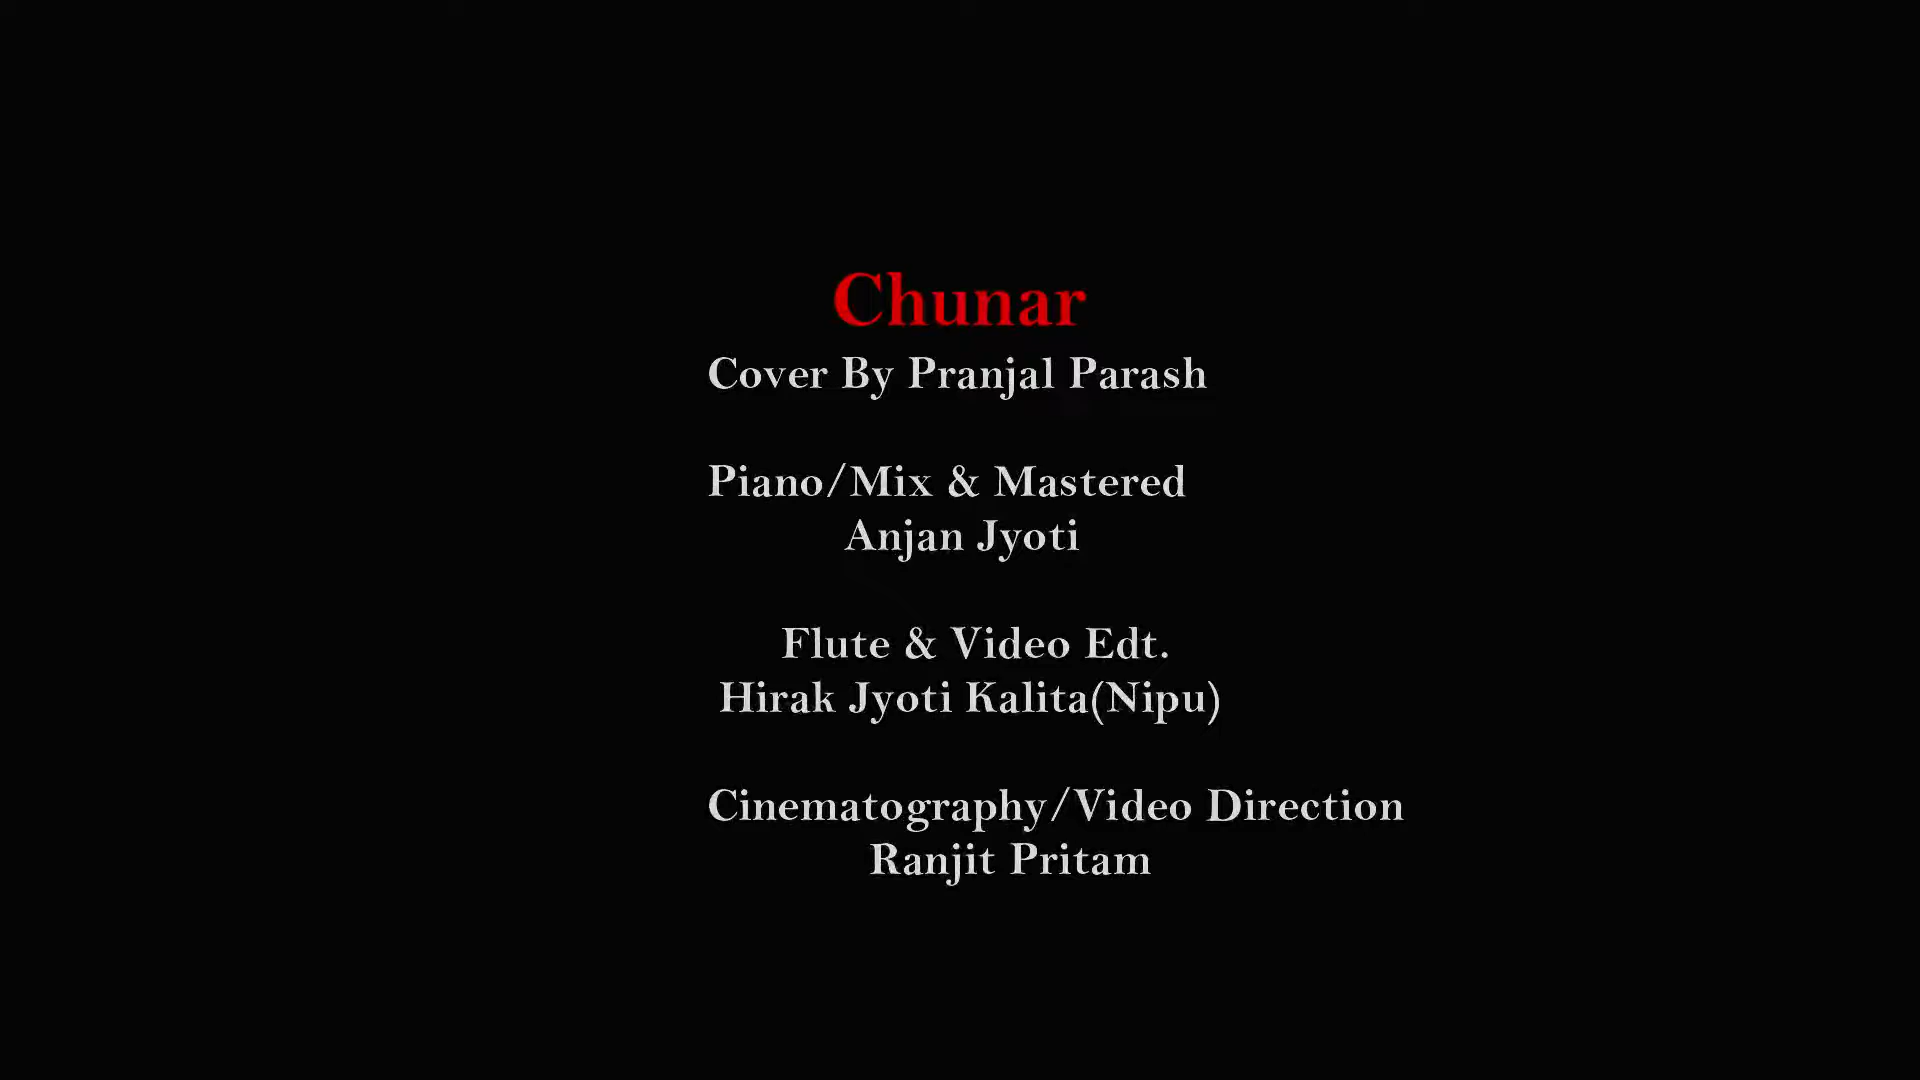 Chunar
Cover By Pranjal Parash
Piano/Mix & Mastered
Anjan Jyoti
Flute & Video Edt.
Hirak Jyoti Kalita(Nipu)
Cinematography/Video Direction
Ranjit Pritam